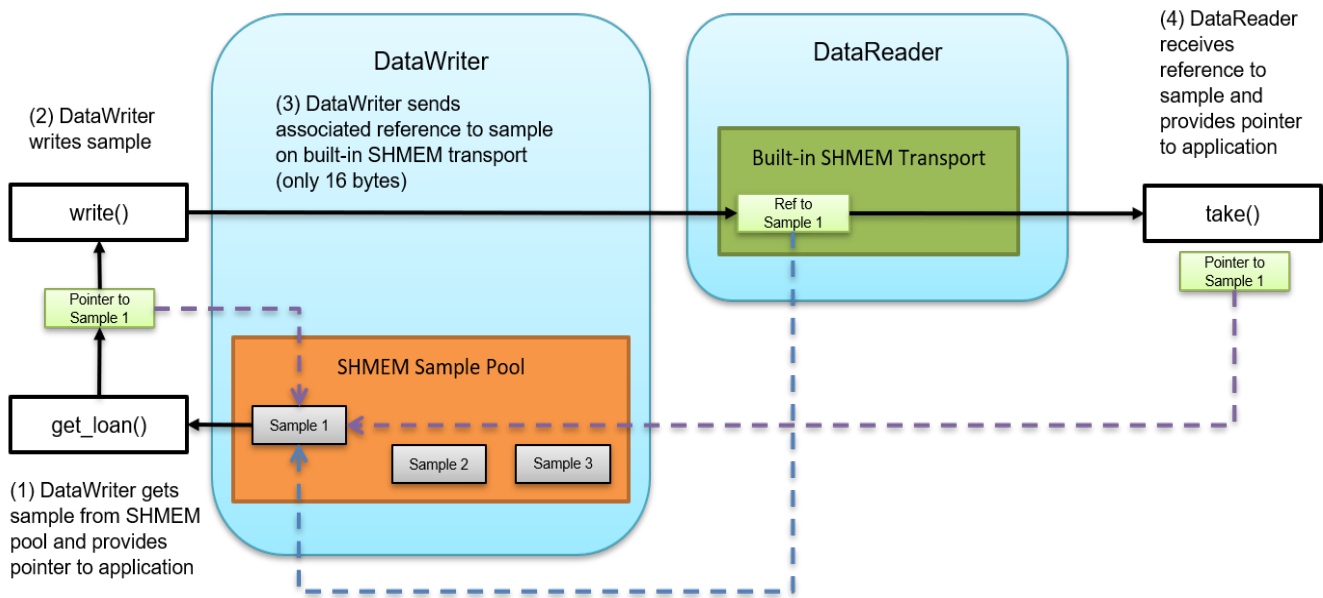 DataWriter
DataReader
(4) DataReader
receives
reference to
sample and
provides pointer
to application
(2) DataWriter
writes sample
(3) DataWriter sends
associated reference to sample
on built-in SHMEM transport
(only 16 bytes)
Built-in SHMEM Transport
write()
Ref to
Sample 1
take()
Pointer to
Sample 1
Pointer to
Sample 1
SHMEM Sample Pool
get_loan()
Sample 1
Sample 2
Sample 3
(1) DataWriter gets
sample from SHMEM
pool and provides
pointer to application